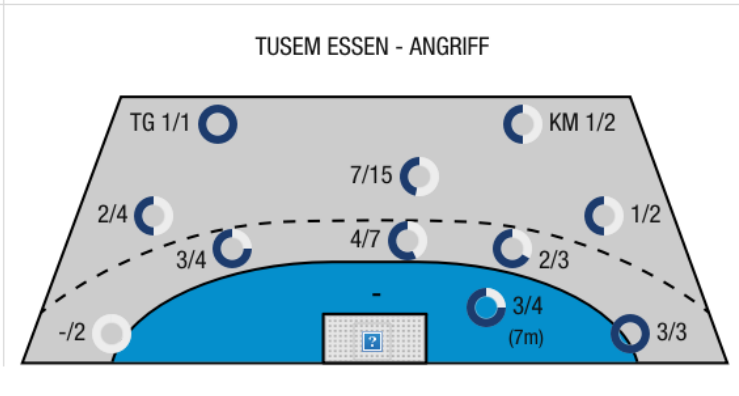 TUSEM ESSEN - ANGRIFF
TG 1/1
KM 1/2
7/15
2/4
1/2
3/4
4/7
2/3
-
3/4
(7m)
-/2
?
3/3